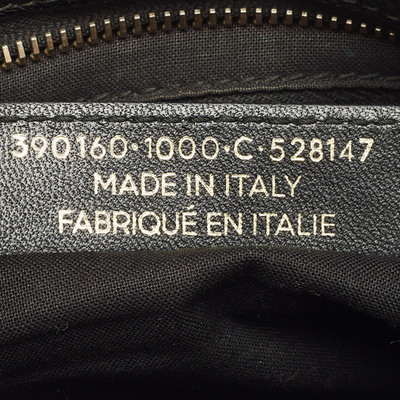 390160·1000·C·528147
MADE IN ITALY
FABRIQUÉ EN ITALIE